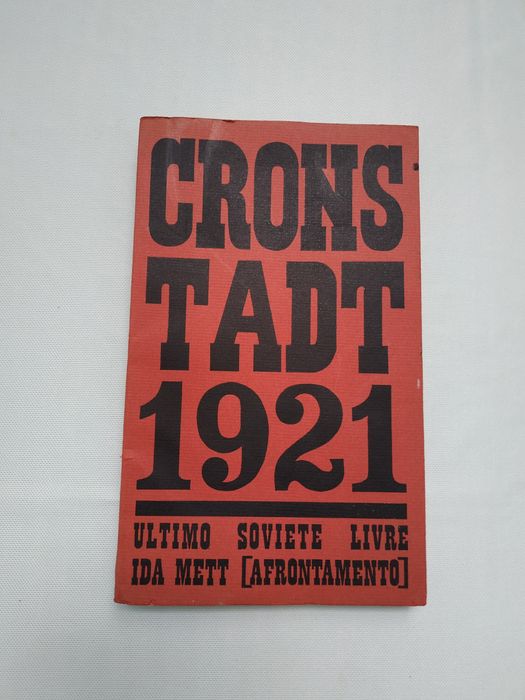 CRONS
TADT
1921
ULTIMO SOVIETE LIVRE
IDA METT [AFRONTAMENTO]